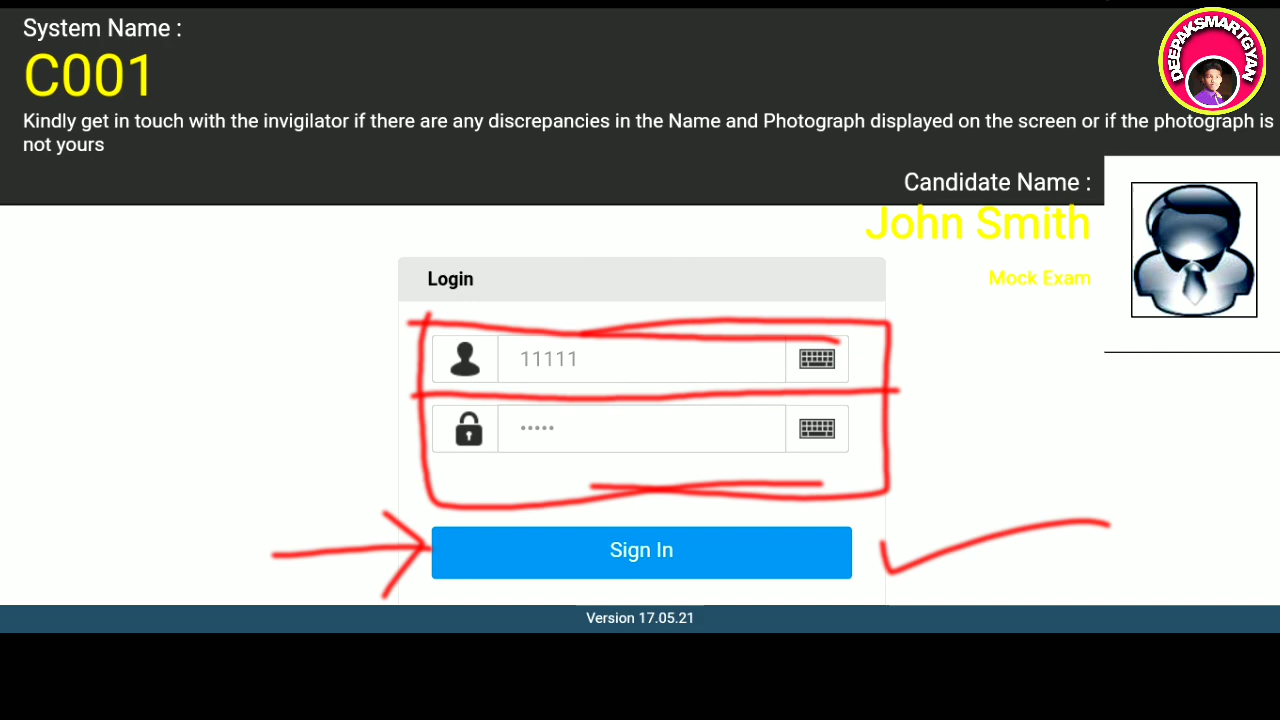 System Name :
C001
Kindly get in touch with the invigilator if there are any discrepancies in the Name and Photograph displayed on the screen or if the photograph is
not yours
DEEPAKSMARTGYAN
Candidate Name :
John Smith
Mock Exam
Login
11111
•••••
Sign In
Version 17.05.21